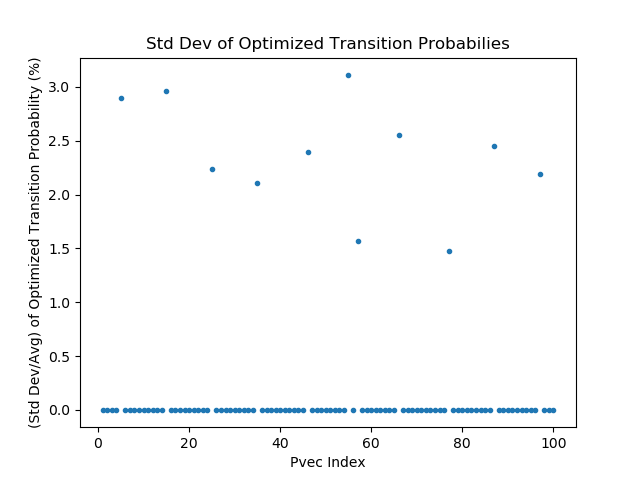 Std Dev of Optimized Transition Probabilies
(Std Dev/Avg) of Optimized Transition Probability (%)
3.0
2.5
2.0
1.5
1.0
0.5
0.0
0 20 40 60 80 100
Pvec Index